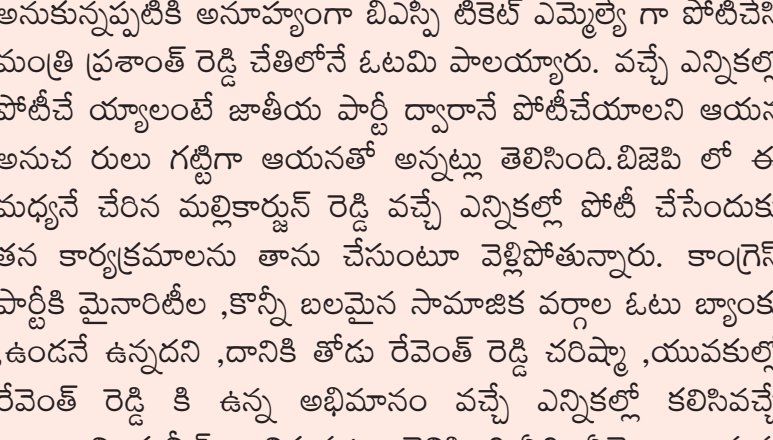 అనుకున్నప్పటికీ అనూహ్యంగా బీఎస్పీ టికెట్ ఎమ్మెల్యే గా పోటీచేసి
మంత్రి ప్రశాంత్ రెడ్డి చేతిలోనే ఓటమి పాలయ్యారు. వచ్చే ఎన్నికల్లో
పోటీచే య్యాలంటే జాతీయ పార్టీ ద్వారానే పోటీచేయాలని ఆయన
అనుచ రులు గట్టిగా ఆయనతో అన్నట్లు తెలిసింది.బిజెపి లో ఈ
మధ్యనే చేరిన మల్లికార్జున్ రెడ్డి వచ్చే ఎన్నికల్లో పోటీ చేసేందుకు
తన కార్యక్రమాలను తాను చేసుంటూ వెళ్లిపోతున్నారు. కాంగ్రెస్
పార్టీకి మైనారిటీల ,కొన్నీ బలమైన సామాజిక వర్గాల ఓటు బ్యాంకు
,ఉండనే ఉన్నదని ,దానికి తోడు రేవెంత్ రెడ్డి చరిష్మా ,యువకుల్లో
రేవెంత్ రెడ్డి కి ఉన్న అభిమానం వచ్చే ఎన్నికల్లో కలిసివచ్చే